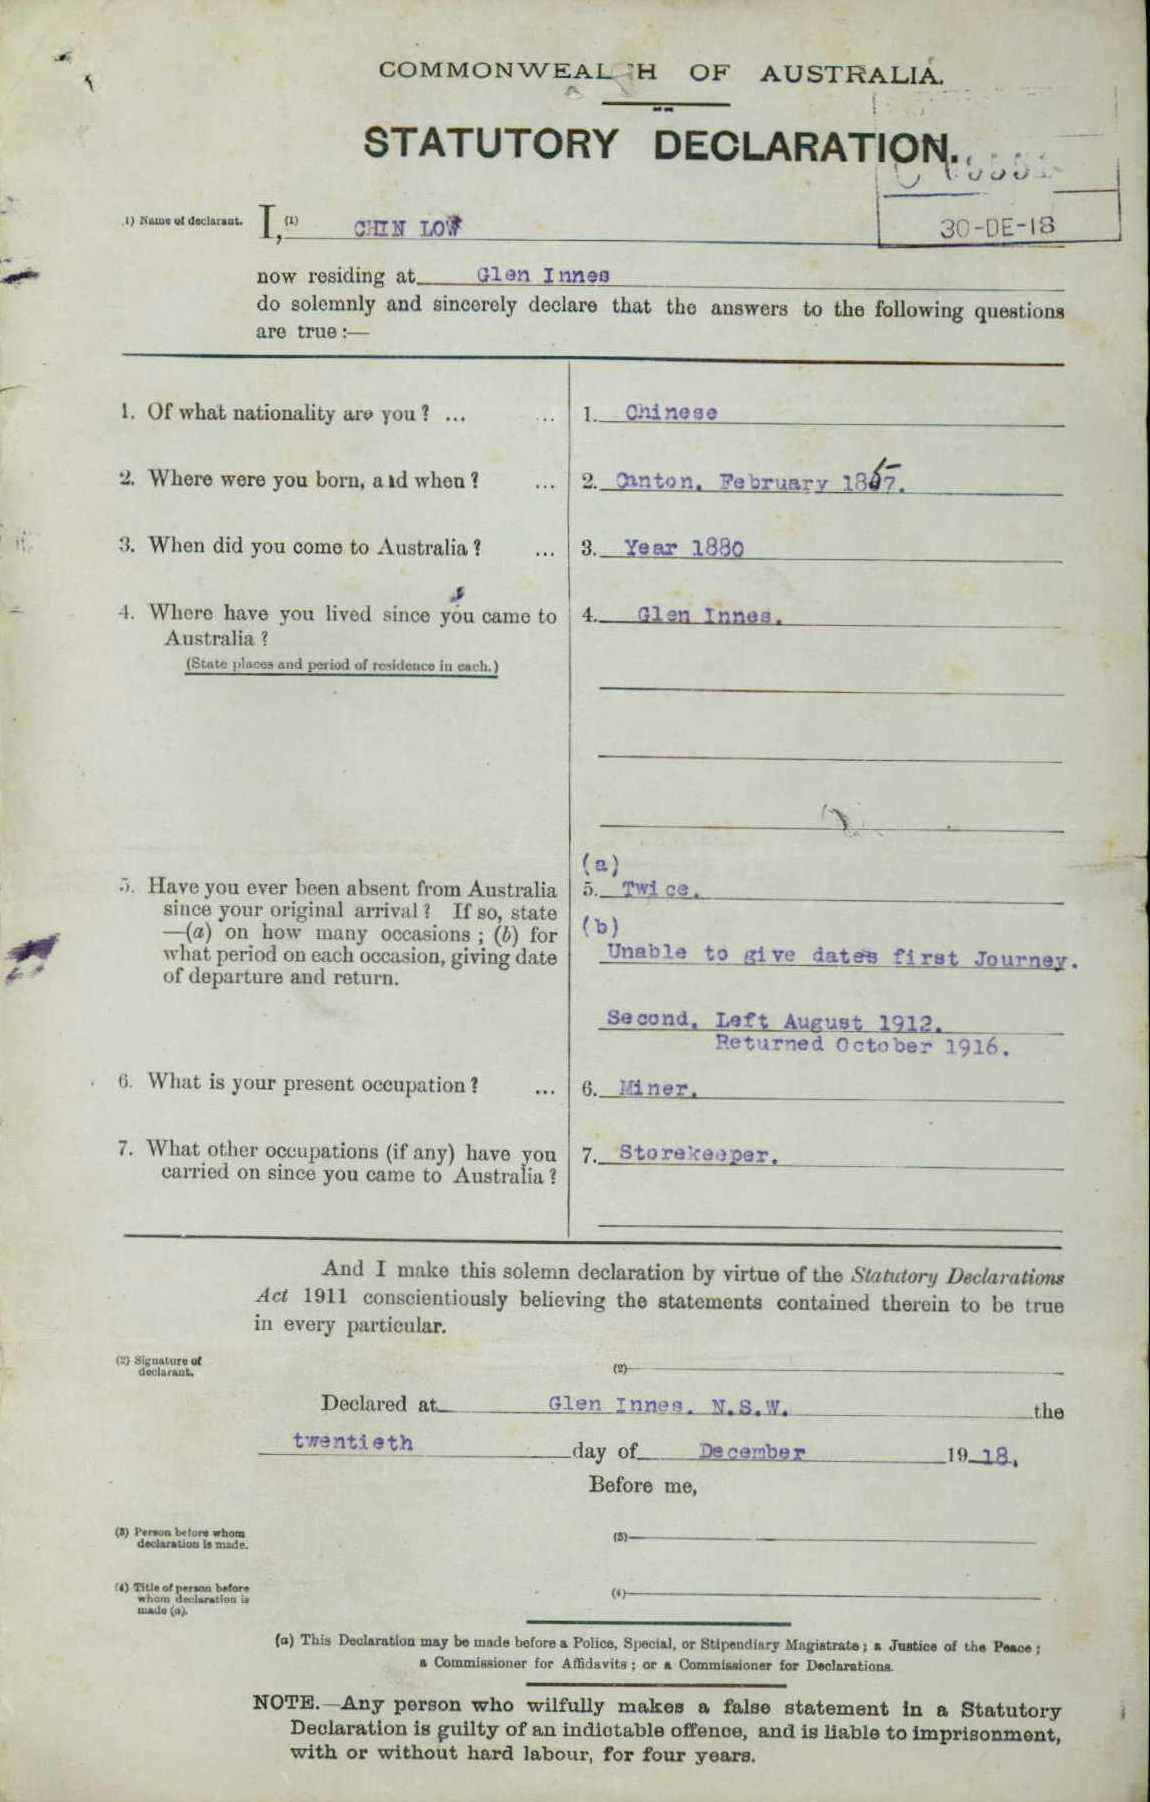 COMMONWEALTH OF AUSTRALIA.
STATUTORY DECLARATION.
(1) Name of declarant. I,(1) CHIN LOW
30-DE-18
now residing at Glen Innes
do solemnly and sincerely declare that the answers to the following questions
are true :—
1. Of what nationality are you ? ... ... 1. Chinese
2. Where were you born, and when ? ... 2. Canton, February 1857.
3. When did you come to Australia ? ... 3. Year 1880
4. Where have you lived since you came to 4. Glen Innes.
Australia ?
(State places and period of residence in each.)
(a)
5. Have you ever been absent from Australia 5. Twice.
since your original arrival ? If so, state
—(a) on how many occasions ; (b) for (b)
what period on each occasion, giving date Unable to give dates first Journey.
of departure and return.
Second, Left August 1912.
Returned October 1916.
6. What is your present occupation ? ... 6. Miner.
7. What other occupations (if any) have you 7. Storekeeper.
carried on since you came to Australia ?
And I make this solemn declaration by virtue of the Statutory Declarations
Act 1911 conscientiously believing the statements contained therein to be true
in every particular.
(2) Signature of (2)
declarant.
Declared at Glen Innes. N.S.W. the
twentieth day of December 1918.
Before me,
(3) Person before whom (3)
declaration is made.
(4) Title of person before (4)
whom declaration is
made (a).
(a) This Declaration may be made before a Police, Special, or Stipendiary Magistrate ; a Justice of the Peace ;
a Commissioner for Affidavits ; or a Commissioner for Declarations.
NOTE.—Any person who wilfully makes a false statement in a Statutory
Declaration is guilty of an indictable offence, and is liable to imprisonment,
with or without hard labour, for four years.